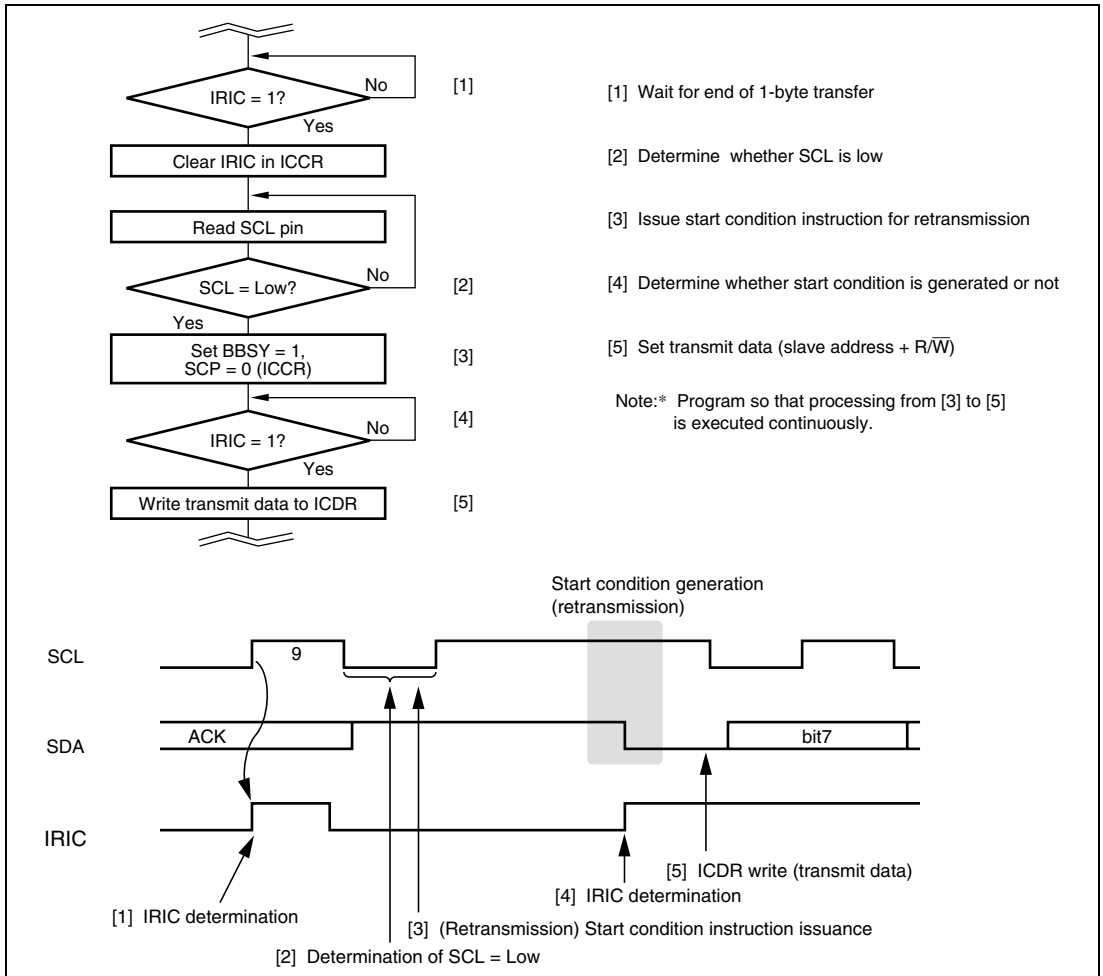 IRIC = 1?
No
[1]
Yes
Clear IRIC in ICCR
Read SCL pin
SCL = Low?
No
[2]
Yes
Set BBSY = 1,
SCP = 0 (ICCR)
[3]
IRIC = 1?
No
[4]
Yes
Write transmit data to ICDR
[5]
[1] Wait for end of 1-byte transfer
[2] Determine whether SCL is low
[3] Issue start condition instruction for retransmission
[4] Determine whether start condition is generated or not
[5] Set transmit data (slave address + R/W̅)
Note:* Program so that processing from [3] to [5]
is executed continuously.
Start condition generation
(retransmission)
SCL
9
SDA
ACK
bit7
IRIC
[5] ICDR write (transmit data)
[4] IRIC determination
[1] IRIC determination
[3] (Retransmission) Start condition instruction issuance
[2] Determination of SCL = Low